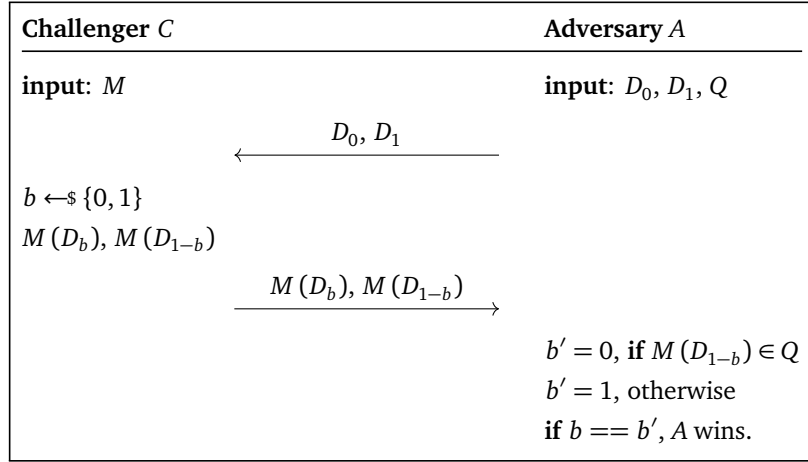 Challenger C Adversary A
input: M input: D₀, D₁, Q
D₀, D₁
b ←$ {0, 1}
M (D_b), M (D_{1−b})
M (D_b), M (D_{1−b})
b′ = 0, if M (D_{1−b}) ∈ Q
b′ = 1, otherwise
if b == b′, A wins.